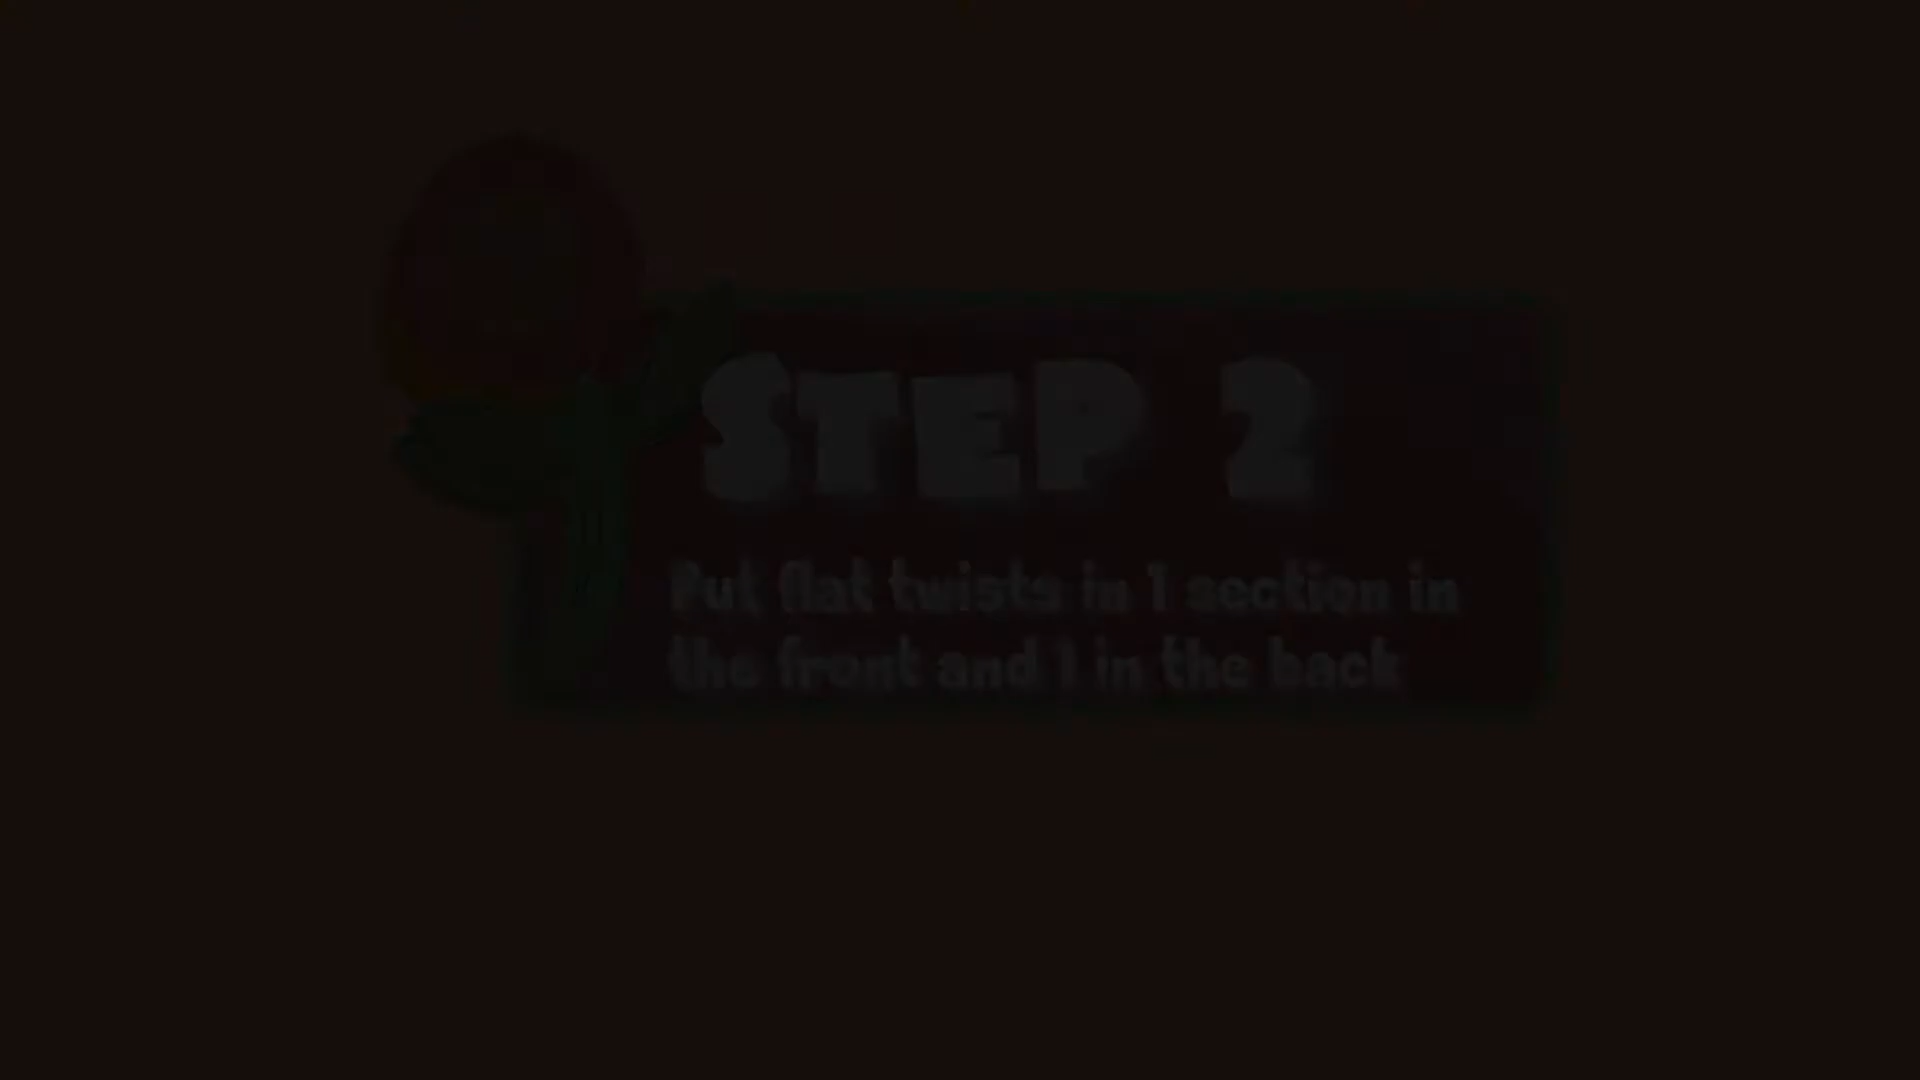 STEP 2
Put flat twists in 1 section in
the front and 1 in the back